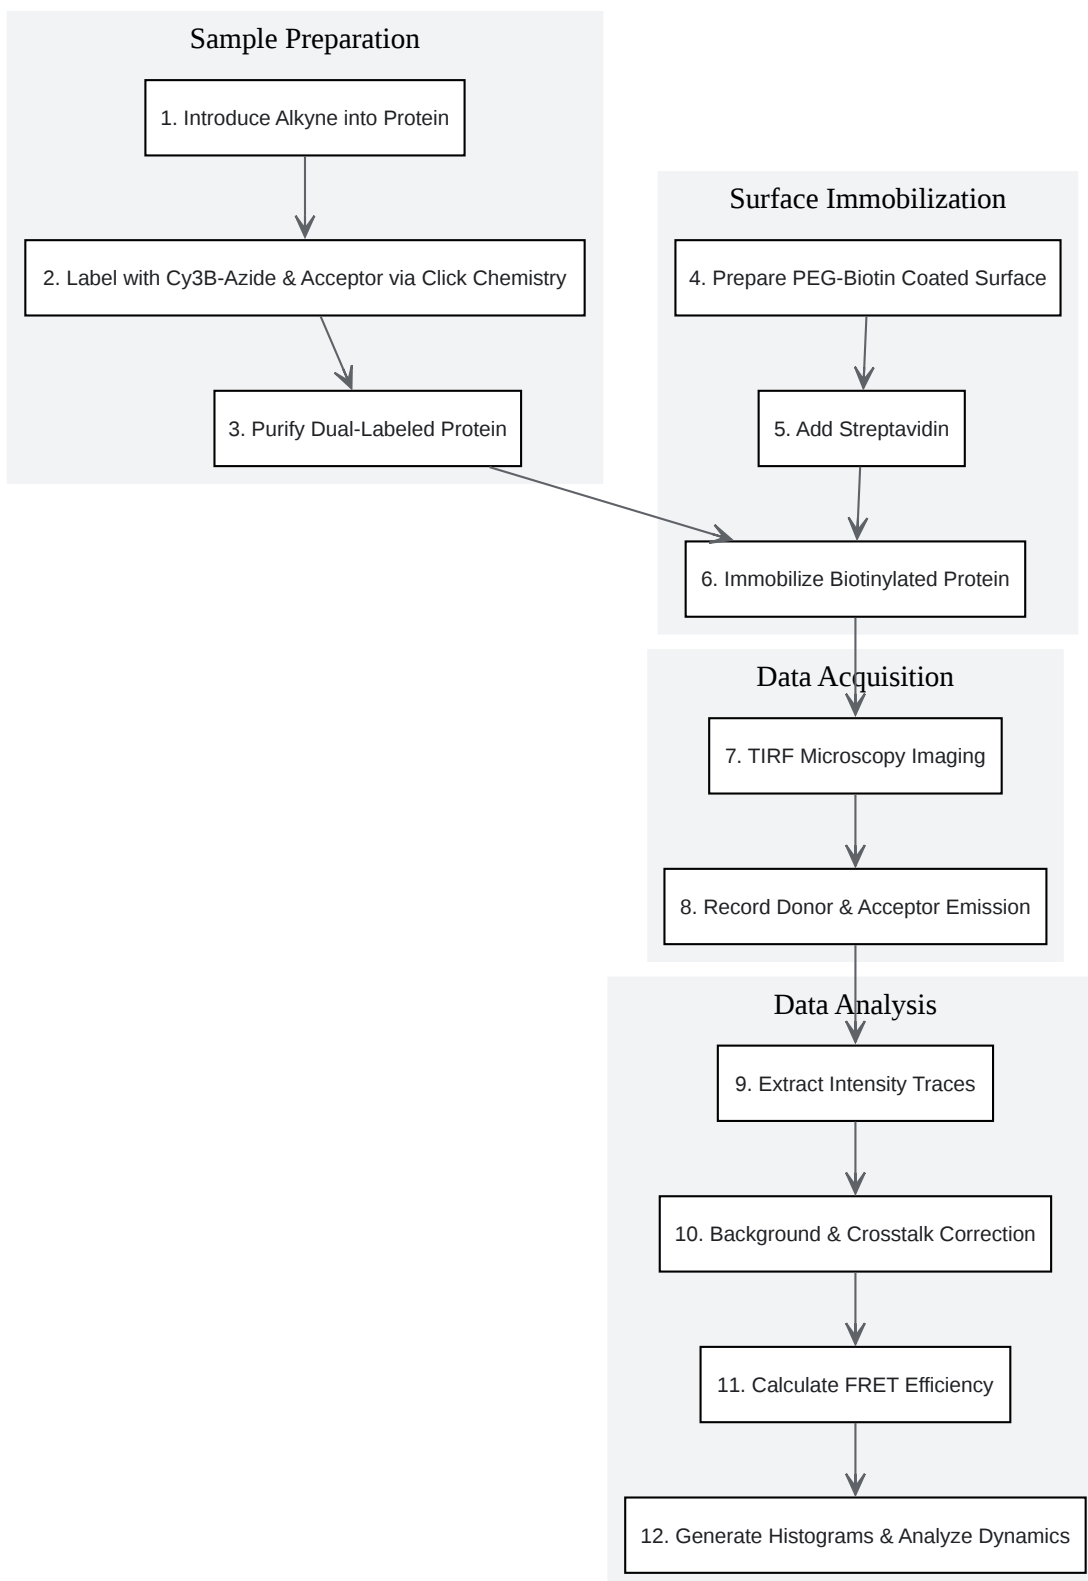 Sample Preparation
1. Introduce Alkyne into Protein
2. Label with Cy3B-Azide & Acceptor via Click Chemistry
3. Purify Dual-Labeled Protein
Surface Immobilization
4. Prepare PEG-Biotin Coated Surface
5. Add Streptavidin
6. Immobilize Biotinylated Protein
Data Acquisition
7. TIRF Microscopy Imaging
8. Record Donor & Acceptor Emission
Data Analysis
9. Extract Intensity Traces
10. Background & Crosstalk Correction
11. Calculate FRET Efficiency
12. Generate Histograms & Analyze Dynamics